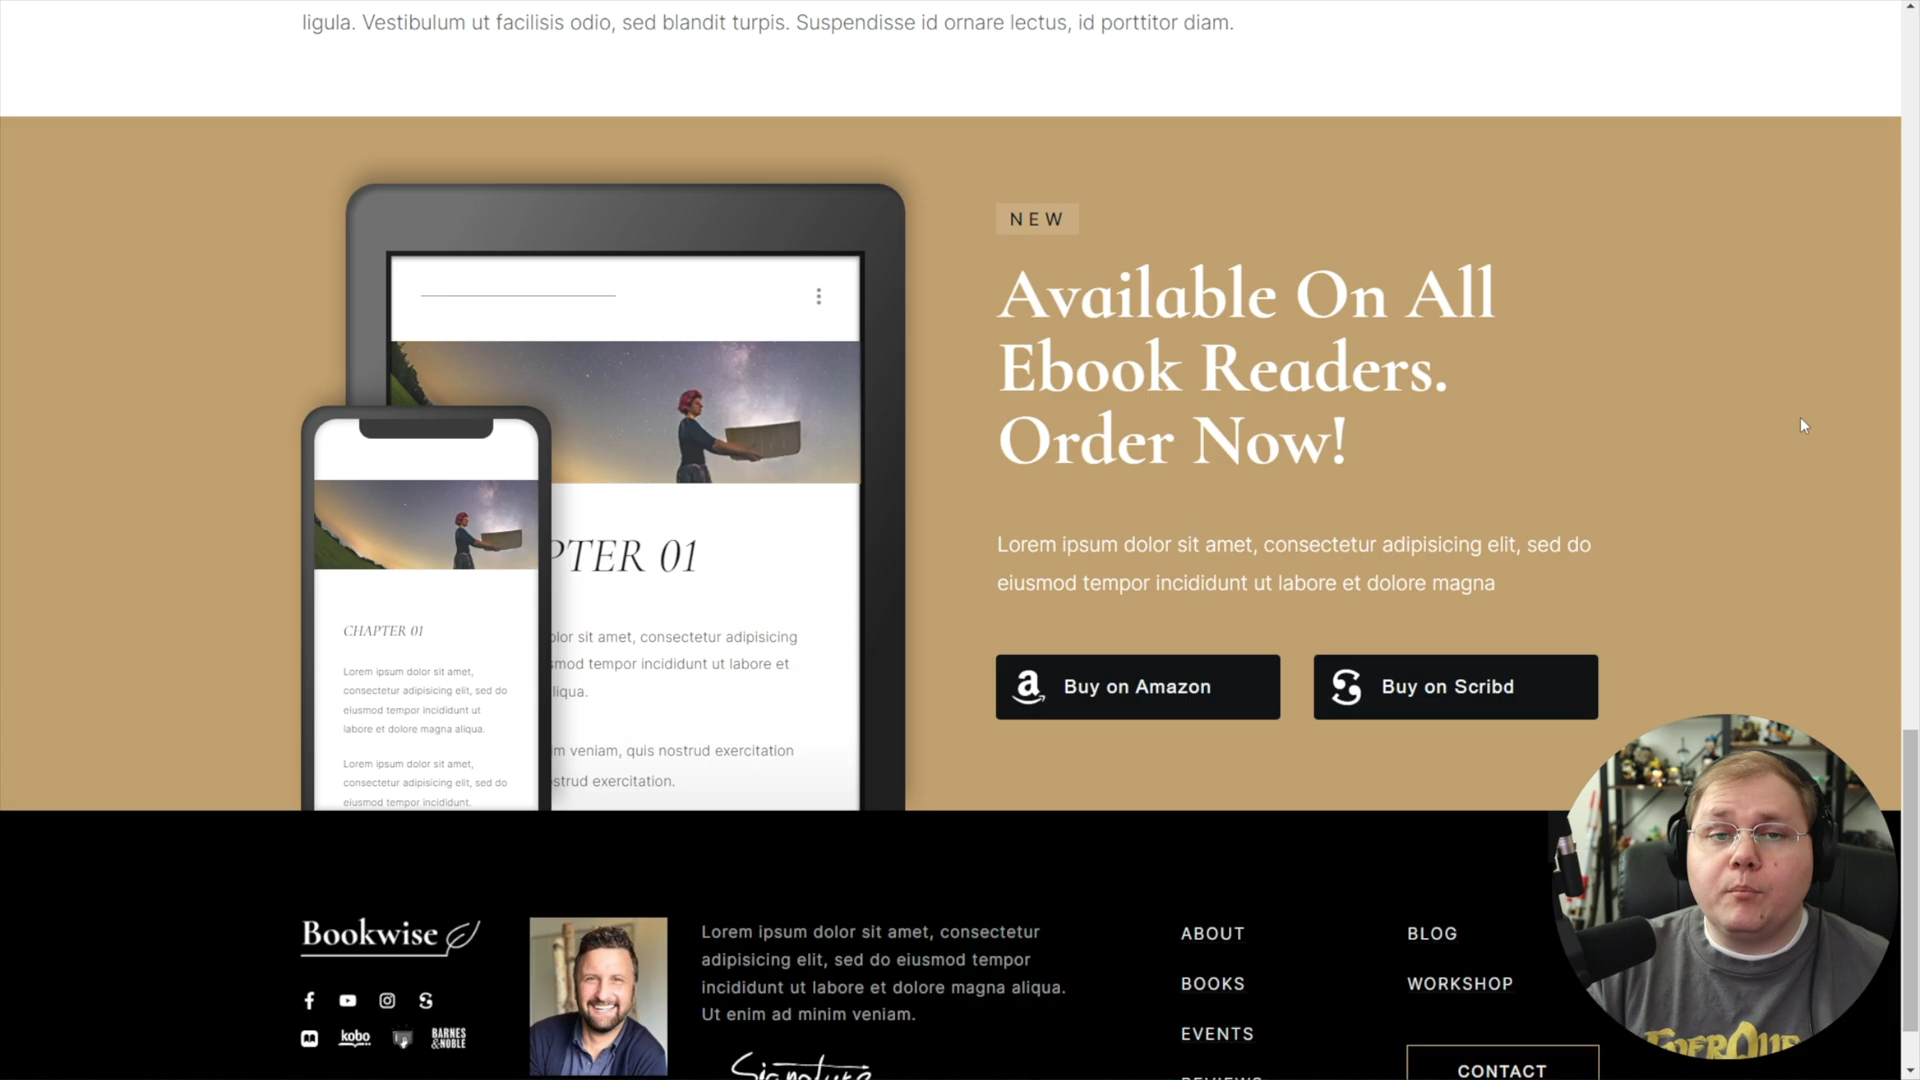 ligula. Vestibulum ut facilisis odio, sed blandit turpis. Suspendisse id ornare lectus, id porttitor diam.
NEW
Available On All
Ebook Readers.
Order Now!
Lorem ipsum dolor sit amet, consectetur adipisicing elit, sed do
eiusmod tempor incididunt ut labore et dolore magna
Buy on Amazon
Buy on Scribd
PTER 01
olor sit amet, consectetur adipisicing
smod tempor incididunt ut labore et
liqua.
m veniam, quis nostrud exercitation
strud exercitation.
CHAPTER 01
Lorem ipsum dolor sit amet,
consectetur adipisicing elit, sed do
eiusmod tempor incididunt ut
labore et dolore magna aliqua.
Lorem ipsum dolor sit amet,
consectetur adipisicing elit, sed do
eiusmod tempor incididunt.
Bookwise
kobo
BARNES
&NOBLE
Lorem ipsum dolor sit amet, consectetur
adipisicing elit, sed do eiusmod tempor
incididunt ut labore et dolore magna aliqua.
Ut enim ad minim veniam.
Signature
ABOUT
BOOKS
EVENTS
REVIEWS
BLOG
WORKSHOP
CONTACT